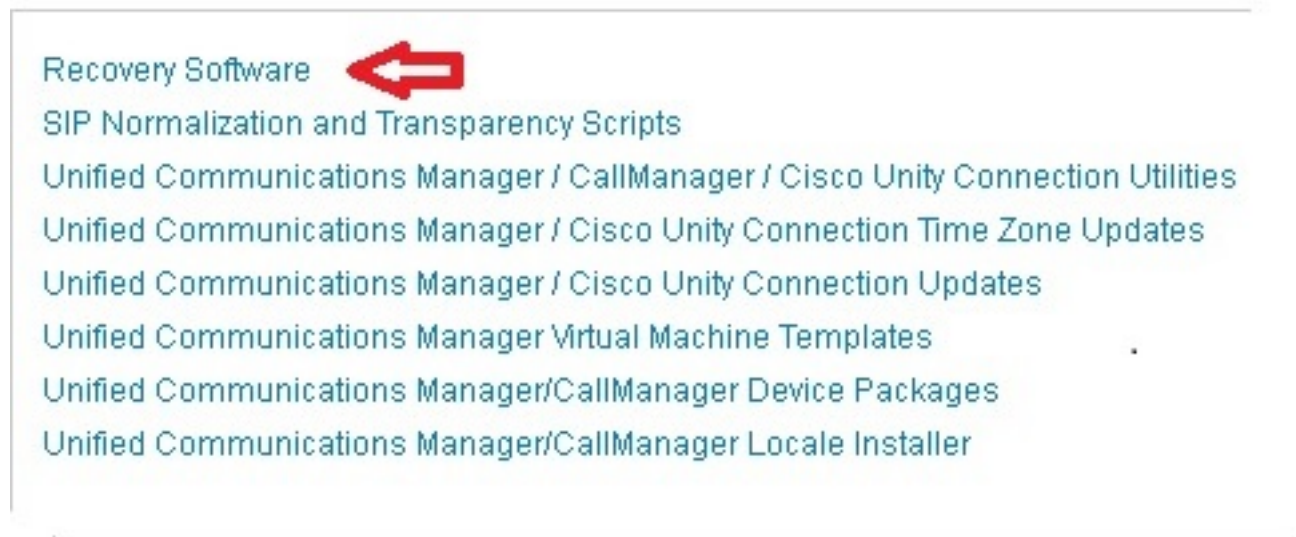 Recovery Software
SIP Normalization and Transparency Scripts
Unified Communications Manager / CallManager / Cisco Unity Connection Utilities
Unified Communications Manager / Cisco Unity Connection Time Zone Updates
Unified Communications Manager / Cisco Unity Connection Updates
Unified Communications Manager Virtual Machine Templates
Unified Communications Manager/CallManager Device Packages
Unified Communications Manager/CallManager Locale Installer